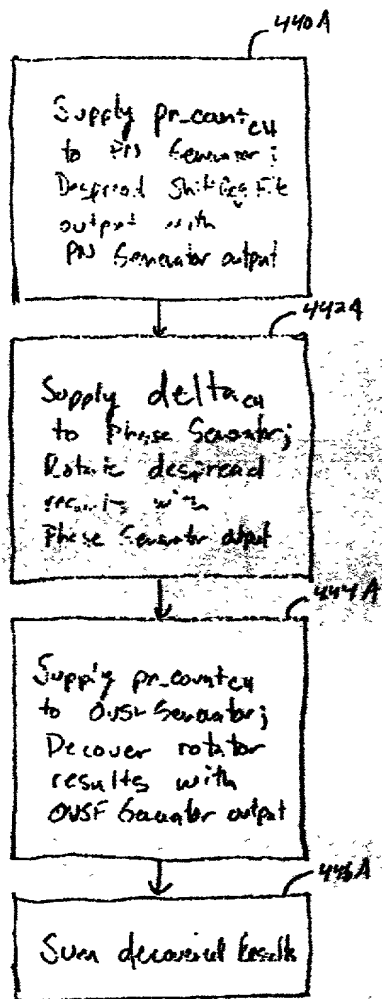 440A
Supply pn_count_CH
to PN Generator;
Despread Shift Reg File
output with
PN Generator output
442A
Supply delta_CH
to Phase Generator;
Rotate despread
results with
Phase Generator output
444A
Supply pn_count_CH
to OVSF Generator;
Decover rotator
results with
OVSF Generator output
446A
Sum decovered Results